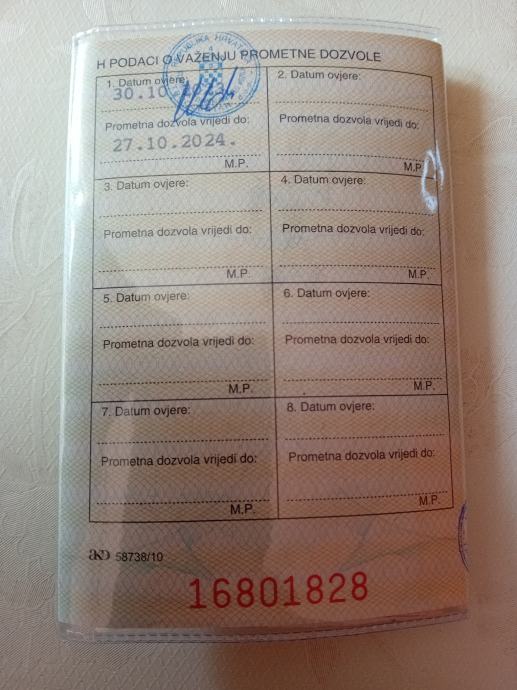 H PODACI O VAŽENJU PROMETNE DOZVOLE
1. Datum ovjere:
30.10.
Prometna dozvola vrijedi do:
27.10.2024.
M.P.
2. Datum ovjere:
Prometna dozvola vrijedi do:
M.P.
3. Datum ovjere:
Prometna dozvola vrijedi do:
M.P.
4. Datum ovjere:
Prometna dozvola vrijedi do:
M.P.
5. Datum ovjere:
Prometna dozvola vrijedi do:
M.P.
6. Datum ovjere:
Prometna dozvola vrijedi do:
M.P.
7. Datum ovjere:
Prometna dozvola vrijedi do:
M.P.
8. Datum ovjere:
Prometna dozvola vrijedi do:
M.P.
AKD 58738/10
16801828